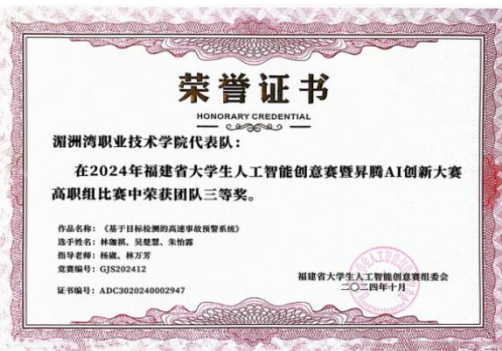 荣誉证书
HONORARY CREDENTIAL
湄洲湾职业技术学院代表队：
在2024年福建省大学生人工智能创意赛暨昇腾AI创新大赛
高职组比赛中荣获团队三等奖。
作品名称：《基于目标检测的高速事故预警系统》
选手姓名：林珈祺、吴楚慧、朱怡露
指导老师：杨崴、林万芳
竞赛编号：GJS202412
证书编号：ADC3020240002947
福建省大学生人工智能创意赛组委会
二〇二四年十月